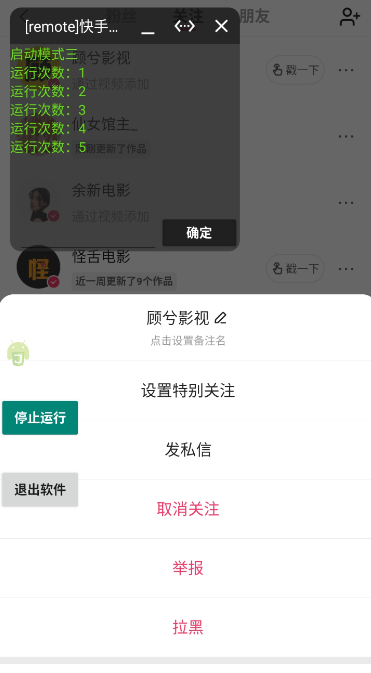 粉丝 关注 朋友
[remote]快手...
启动模式三
运行次数：1
运行次数：2
运行次数：3
运行次数：4
运行次数：5
确定
顾兮影视
通过视频添加
戳一下
仙女馆主_
更新了作品
余新电影
通过视频添加
怪舌电影
近一周更新了9个作品
戳一下
怪
顾兮影视
点击设置备注名
设置特别关注
停止运行
发私信
退出软件
取消关注
举报
拉黑